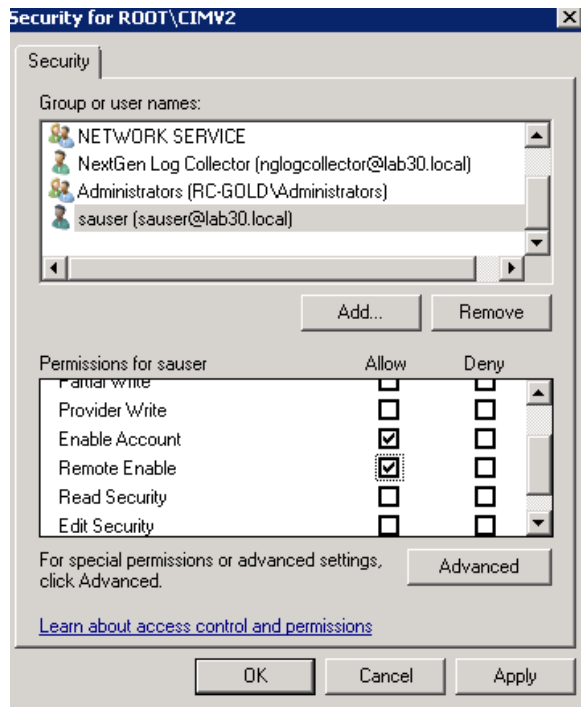 Security for ROOT\CIMV2
Security
Group or user names:
NETWORK SERVICE
NextGen Log Collector (nglogcollector@lab30.local)
Administrators (RC-GOLD\Administrators)
sauser (sauser@lab30.local)
Add... Remove
Permissions for sauser Allow Deny
Partial Write
Provider Write
Enable Account
Remote Enable
Read Security
Edit Security
For special permissions or advanced settings,
click Advanced.
Advanced
Learn about access control and permissions
OK Cancel Apply